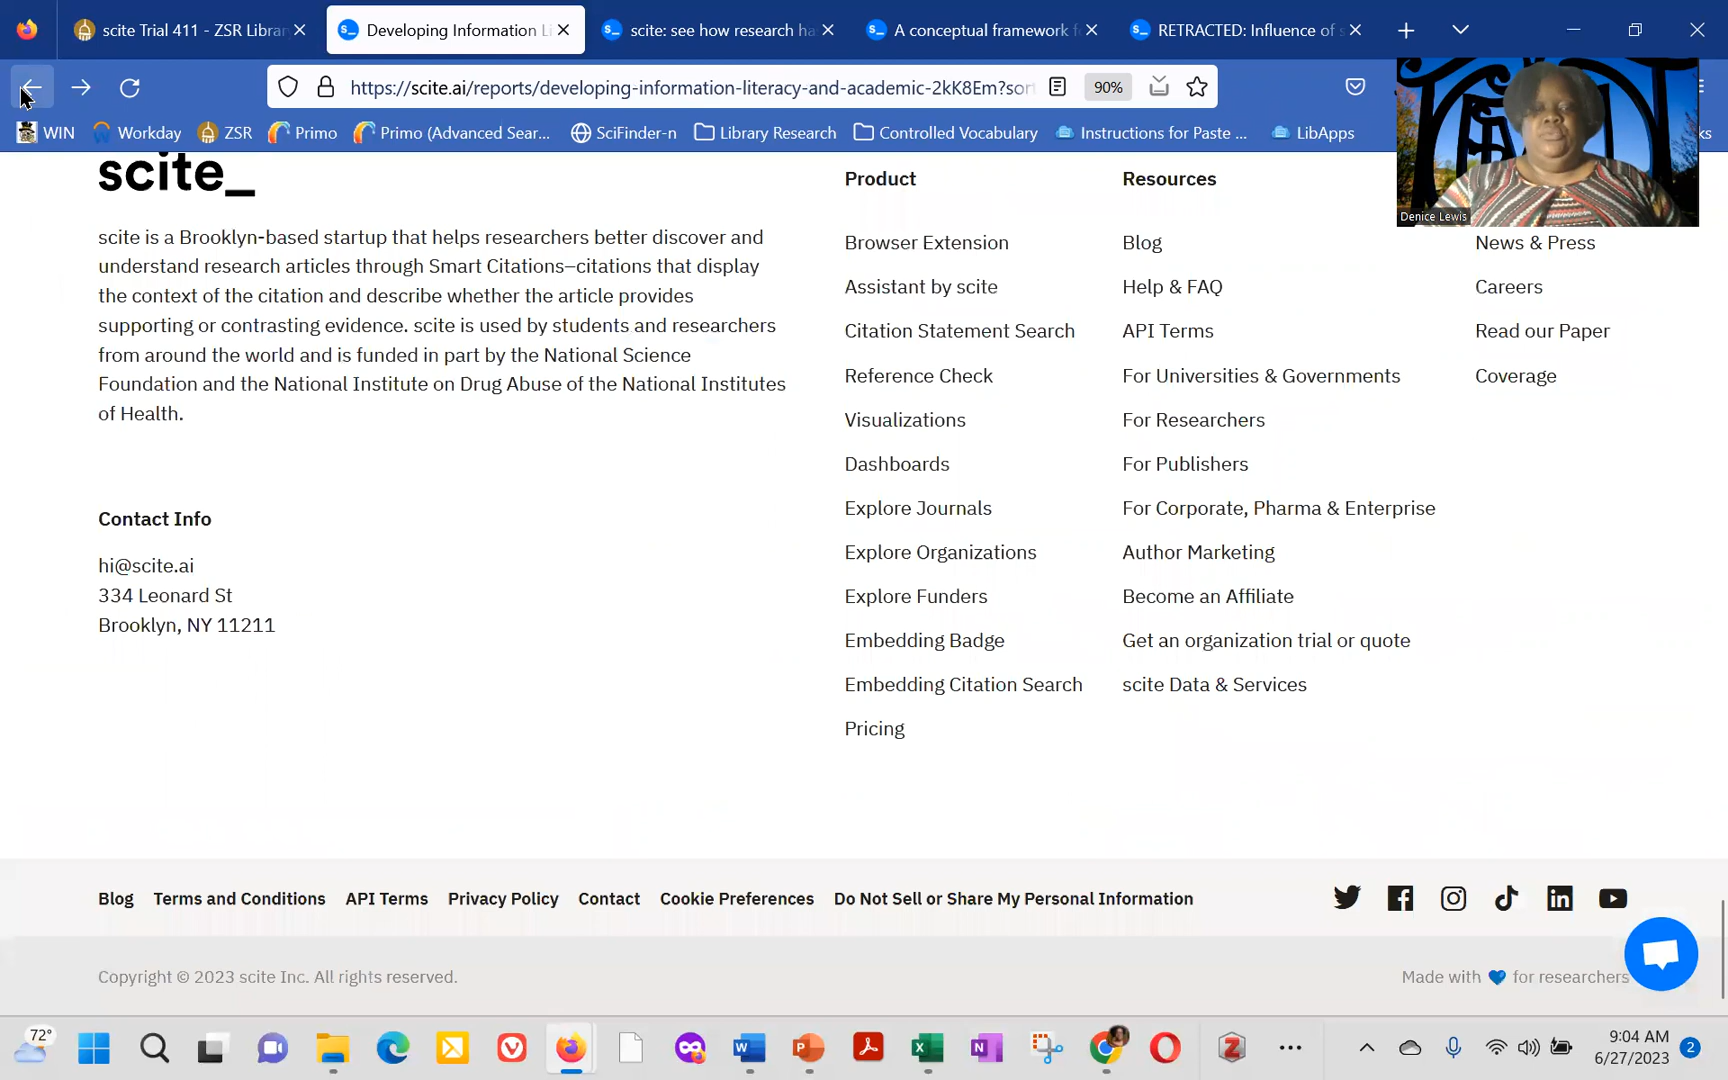 scite Trial 411 - ZSR Librar
Developing Information Li
scite: see how research ha
A conceptual framework f
RETRACTED: Influence of s
https://scite.ai/reports/developing-information-literacy-and-academic-2kK8Em?sor
90%
WIN
Workday
ZSR
Primo
Primo (Advanced Sear...
SciFinder-n
Library Research
Controlled Vocabulary
Instructions for Paste ...
LibApps
ks
Denice Lewis
scite_
scite is a Brooklyn-based startup that helps researchers better discover and
understand research articles through Smart Citations–citations that display
the context of the citation and describe whether the article provides
supporting or contrasting evidence. scite is used by students and researchers
from around the world and is funded in part by the National Science
Foundation and the National Institute on Drug Abuse of the National Institutes
of Health.
Contact Info
hi@scite.ai
334 Leonard St
Brooklyn, NY 11211
Product
Browser Extension
Assistant by scite
Citation Statement Search
Reference Check
Visualizations
Dashboards
Explore Journals
Explore Organizations
Explore Funders
Embedding Badge
Embedding Citation Search
Pricing
Resources
Blog
Help & FAQ
API Terms
For Universities & Governments
For Researchers
For Publishers
For Corporate, Pharma & Enterprise
Author Marketing
Become an Affiliate
Get an organization trial or quote
scite Data & Services
News & Press
Careers
Read our Paper
Coverage
Blog
Terms and Conditions
API Terms
Privacy Policy
Contact
Cookie Preferences
Do Not Sell or Share My Personal Information
Copyright © 2023 scite Inc. All rights reserved.
Made with 💙 for researchers
72°
9:04 AM
6/27/2023
2